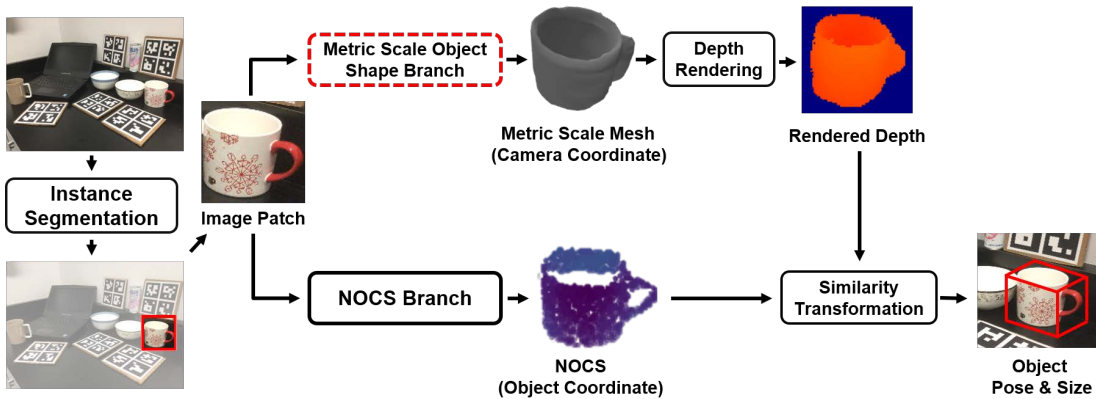 Instance
Segmentation
Image Patch
Metric Scale Object
Shape Branch
Metric Scale Mesh
(Camera Coordinate)
Depth
Rendering
Rendered Depth
NOCS Branch
NOCS
(Object Coordinate)
Similarity
Transformation
Object
Pose & Size